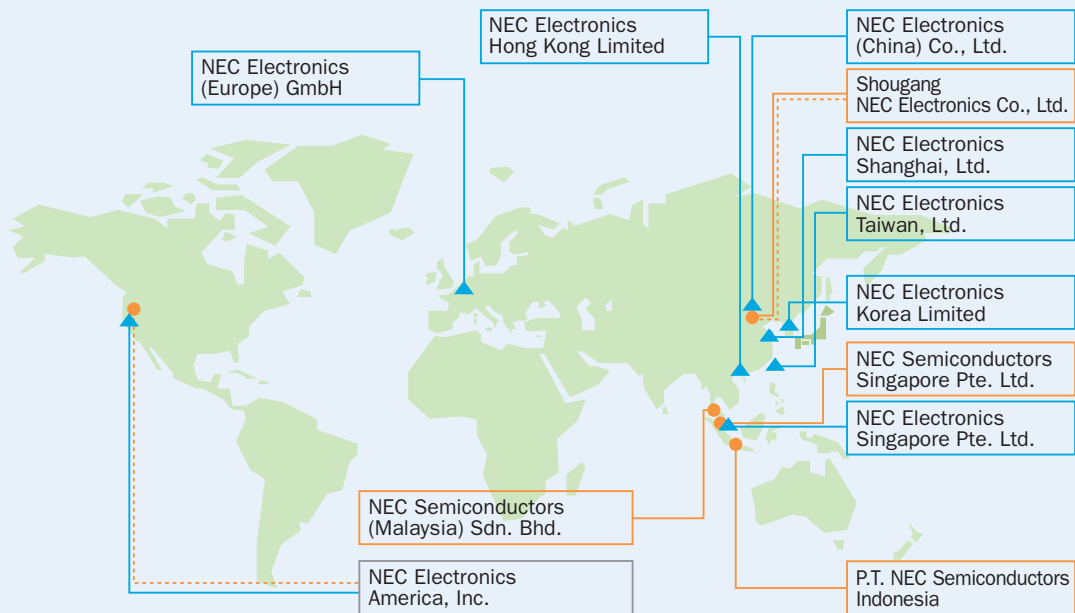 NEC Electronics
Hong Kong Limited
NEC Electronics
(China) Co., Ltd.
NEC Electronics
(Europe) GmbH
Shougang
NEC Electronics Co., Ltd.
NEC Electronics
Shanghai, Ltd.
NEC Electronics
Taiwan, Ltd.
NEC Electronics
Korea Limited
NEC Semiconductors
Singapore Pte. Ltd.
NEC Electronics
Singapore Pte. Ltd.
NEC Semiconductors
(Malaysia) Sdn. Bhd.
NEC Electronics
America, Inc.
P.T. NEC Semiconductors
Indonesia